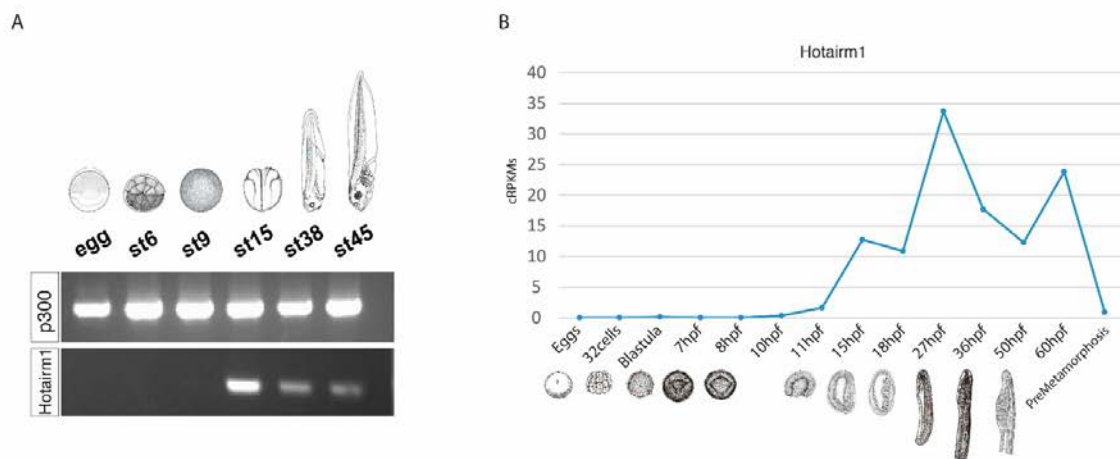 A
egg st6 st9 st15 st38 st45
p300
Hotairm1
B
Hotairm1
cRPKMs
40
35
30
25
20
15
10
5
0
Eggs 32cells Blastula 7hpf 8hpf 10hpf 11hpf 15hpf 18hpf 27hpf 36hpf 50hpf 60hpf PreMetamorphosis